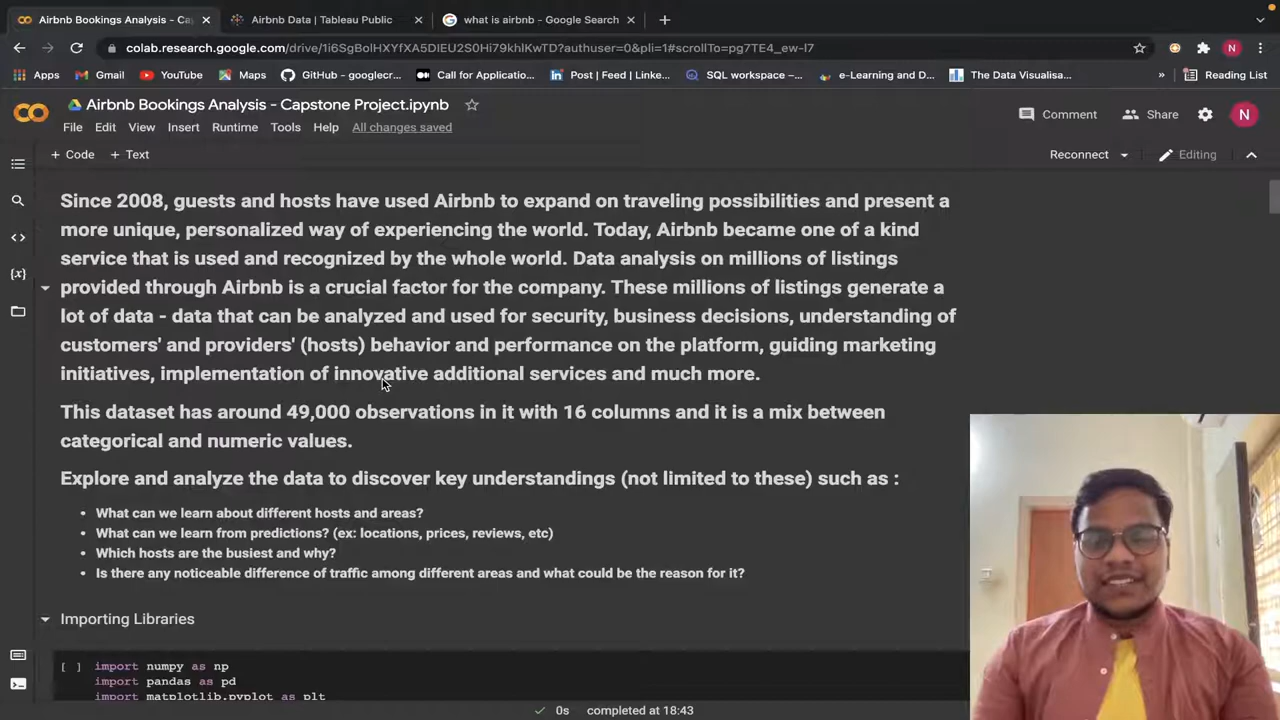 Airbnb Bookings Analysis - Ca
Airbnb Data | Tableau Public
what is airbnb - Google Search
colab.research.google.com/drive/1i6SgBolHXYfXA5DIEU2S0Hi79khlKwTD?authuser=0&pli=1#scrollTo=pg7TE4_ew-l7
N
Apps
Gmail
YouTube
Maps
GitHub - googlecr...
Call for Applicatio...
Post | Feed | Linke...
SQL workspace –...
e-Learning and D...
The Data Visualisa...
»
Reading List
Airbnb Bookings Analysis - Capstone Project.ipynb
Comment
Share
N
File Edit View Insert Runtime Tools Help All changes saved
+ Code + Text
Reconnect
Editing
Since 2008, guests and hosts have used Airbnb to expand on traveling possibilities and present a
more unique, personalized way of experiencing the world. Today, Airbnb became one of a kind
service that is used and recognized by the whole world. Data analysis on millions of listings
provided through Airbnb is a crucial factor for the company. These millions of listings generate a
lot of data - data that can be analyzed and used for security, business decisions, understanding of
customers' and providers' (hosts) behavior and performance on the platform, guiding marketing
initiatives, implementation of innovative additional services and much more.
This dataset has around 49,000 observations in it with 16 columns and it is a mix between
categorical and numeric values.
Explore and analyze the data to discover key understandings (not limited to these) such as :
• What can we learn about different hosts and areas?
• What can we learn from predictions? (ex: locations, prices, reviews, etc)
• Which hosts are the busiest and why?
• Is there any noticeable difference of traffic among different areas and what could be the reason for it?
Importing Libraries
[ ] import numpy as np
import pandas as pd
import matplotlib.pyplot as plt
0s completed at 18:43